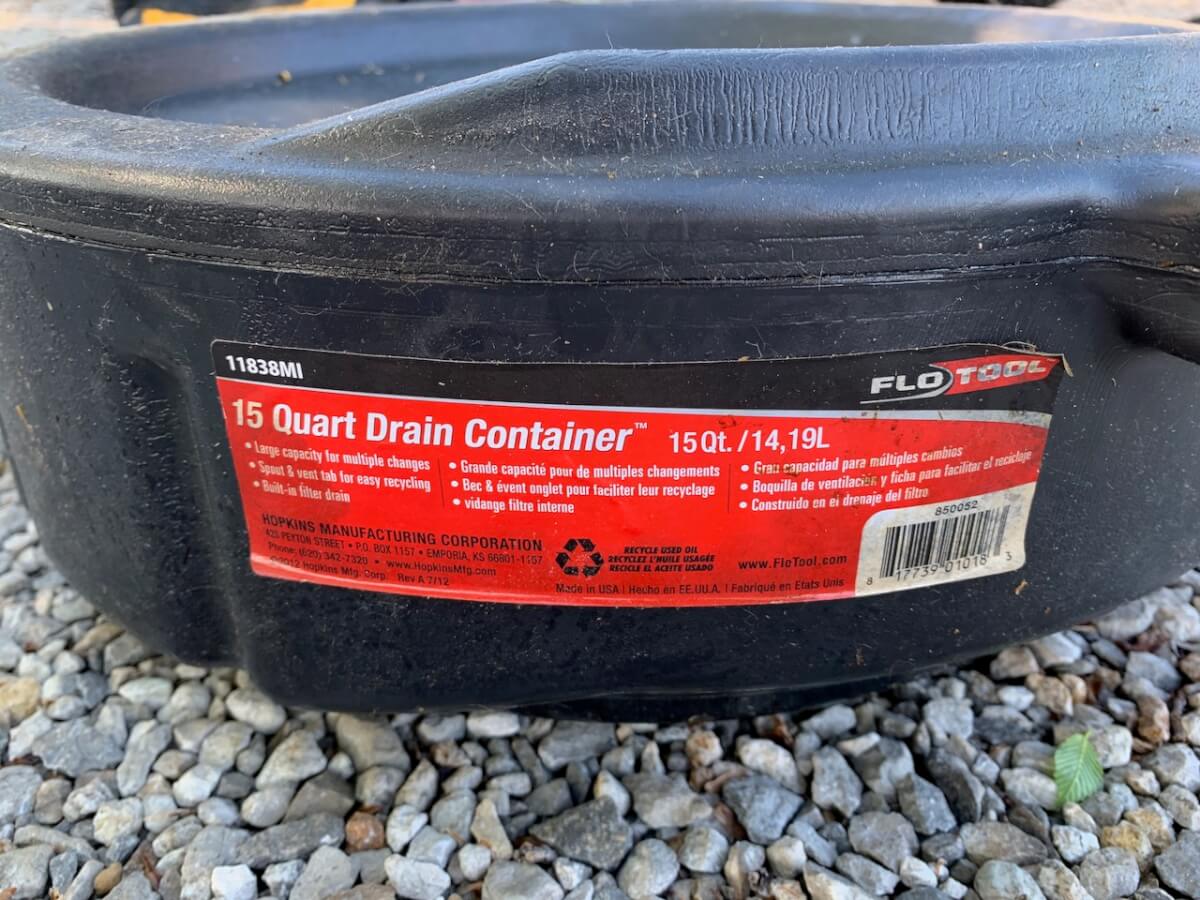 11838MI
FLOTOOL
15 Quart Drain Container™ 15 Qt. / 14,19L
• Large capacity for multiple changes
• Spout & vent tab for easy recycling
• Built-in filter drain
• Grande capacité pour de multiples changements
• Bec & évent onglet pour faciliter leur recyclage
• vidange filtre interne
• Gran capacidad para múltiples cambios
• Boquilla de ventilación y ficha para facilitar el reciclaje
• Construido en el drenaje del filtro
HOPKINS MANUFACTURING CORPORATION
428 PEYTON STREET • P.O. BOX 1157 • EMPORIA, KS 66801-1157
Phone: (620) 342-7320 • www.HopkinsMfg.com
©2012 Hopkins Mfg. Corp. Rev A 7/12
RECYCLE USED OIL
RECYCLEZ L'HUILE USAGÉE
RECICLE EL ACEITE USADO
www.FloTool.com
Made in USA | Hecho en EE.UU.A. | Fabriqué en Etats Unis
850052
8 17739 01018 3